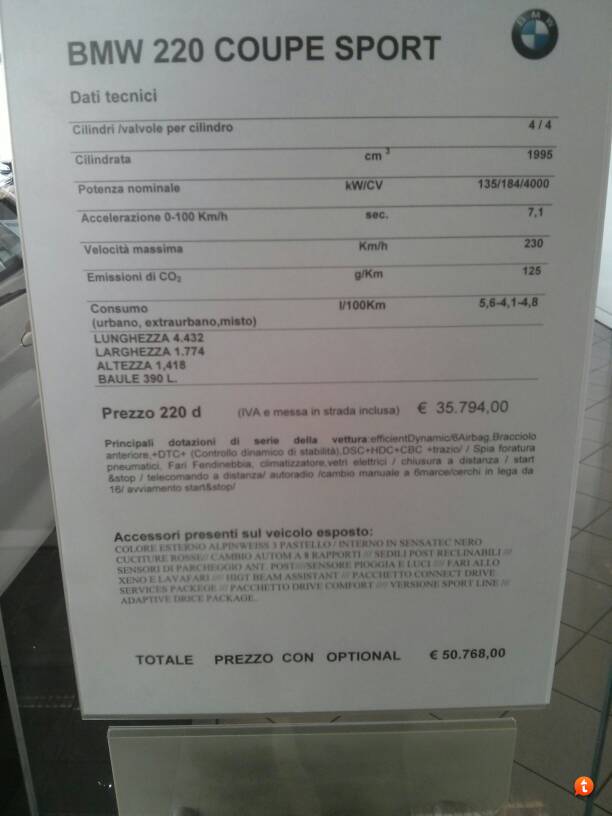 BMW 220 COUPE SPORT
Dati tecnici
Cilindri /valvole per cilindro 4 / 4
Cilindrata cm 3 1995
Potenza nominale kW/CV 135/184/4000
Accelerazione 0-100 Km/h sec. 7,1
Velocità massima Km/h 230
Emissioni di CO2 g/Km 125
Consumo l/100Km 5,6-4,1-4,8
(urbano, extraurbano,misto)
LUNGHEZZA 4.432
LARGHEZZA 1.774
ALTEZZA 1,418
BAULE 390 L.
Prezzo 220 d (IVA e messa in strada inclusa) € 35.794,00
Principali dotazioni di serie della vettura:efficientDynamic/6Airbag,Bracciolo
anteriore,+DTC+ (Controllo dinamico di stabilità),DSC+HDC+CBC +trazio/ / Spia foratura
pneumatici, Fari Fendinebbia, climatizzatore,vetri elettrici / chiusura a distanza / start
&stop / telecomando a distanza/ autoradio /cambio manuale a 6marce/cerchi in lega da
16/ avviamento start&stop/
Accessori presenti sul veicolo esposto:
COLORE ESTERNO ALPINWEISS 3 PASTELLO / INTERNO IN SENSATEC NERO
CUCITURE ROSSE// CAMBIO AUTOM A 8 RAPPORTI /// SEDILI POST RECLINABILI ///
SENSORI DI PARCHEGGIO ANT. POST////SENSORE PIOGGIA E LUCI //// FARI ALLO
XENO E LAVAFARI //// HIGT BEAM ASSISTANT /// PACCHETTO CONNECT DRIVE
SERVICES PACKEGE /// PACCHETTO DRIVE COMFORT //// VERSIONE SPORT LINE ///
ADAPTIVE DRICE PACKAGE.
TOTALE PREZZO CON OPTIONAL € 50.768,00